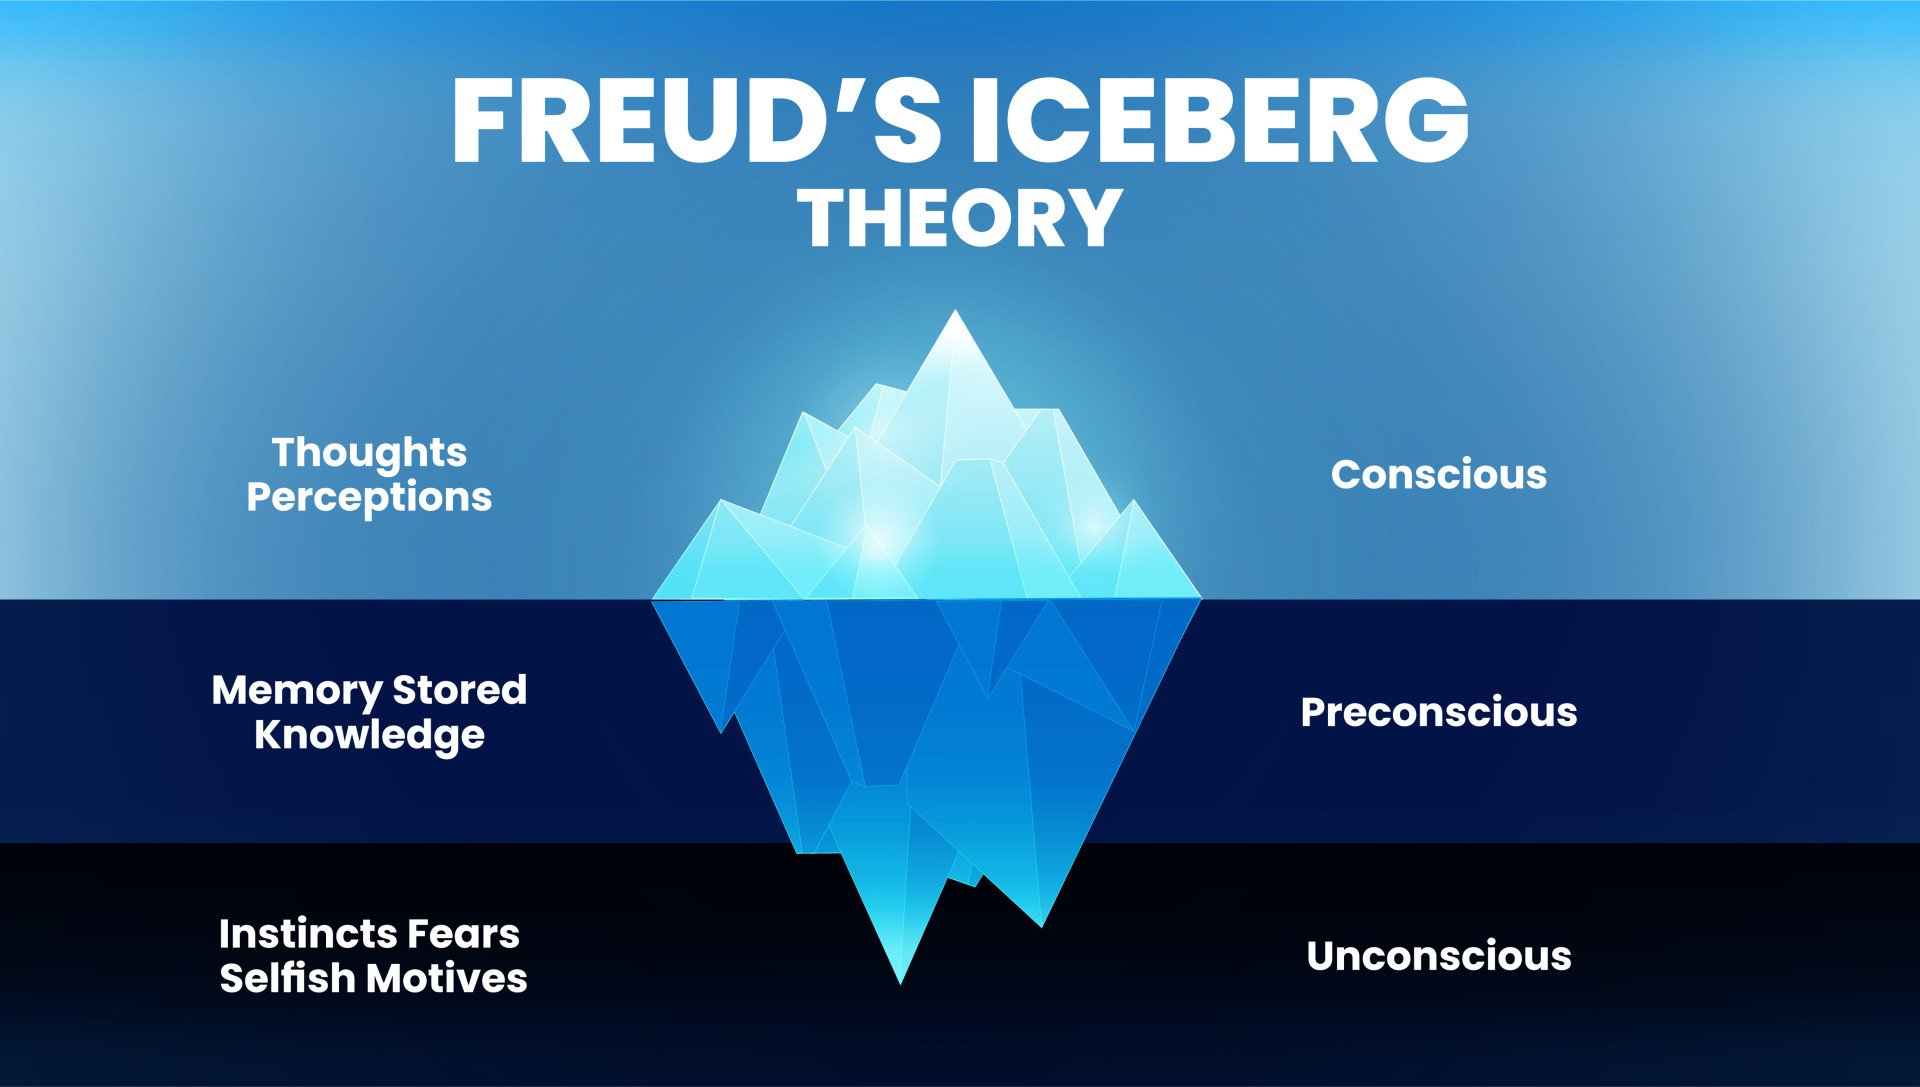 FREUD’S ICEBERG
THEORY
Thoughts
Perceptions
Conscious
Memory Stored
Knowledge
Preconscious
Instincts Fears
Selfish Motives
Unconscious